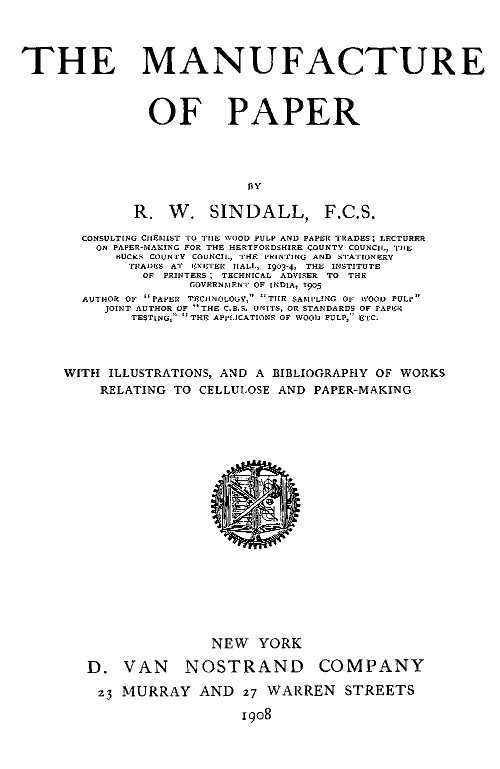 THE MANUFACTURE
OF PAPER
BY
R. W. SINDALL, F.C.S.
CONSULTING CHEMIST TO THE WOOD PULP AND PAPER TRADES; LECTURER
ON PAPER-MAKING FOR THE HERTFORDSHIRE COUNTY COUNCIL, THE
BUCKS COUNTY COUNCIL, THE PRINTING AND STATIONERY
TRADES AT EXETER HALL, 1903-4, THE INSTITUTE
OF PRINTERS; TECHNICAL ADVISER TO THE
GOVERNMENT OF INDIA, 1905
AUTHOR OF "PAPER TECHNOLOGY," "THE SAMPLING OF WOOD PULP"
JOINT AUTHOR OF "THE C.B.S. UNITS, OR STANDARDS OF PAPER
TESTING," "THE APPLICATIONS OF WOOD PULP," ETC.
WITH ILLUSTRATIONS, AND A BIBLIOGRAPHY OF WORKS
RELATING TO CELLULOSE AND PAPER-MAKING
NEW YORK
D. VAN NOSTRAND COMPANY
23 MURRAY AND 27 WARREN STREETS
1908